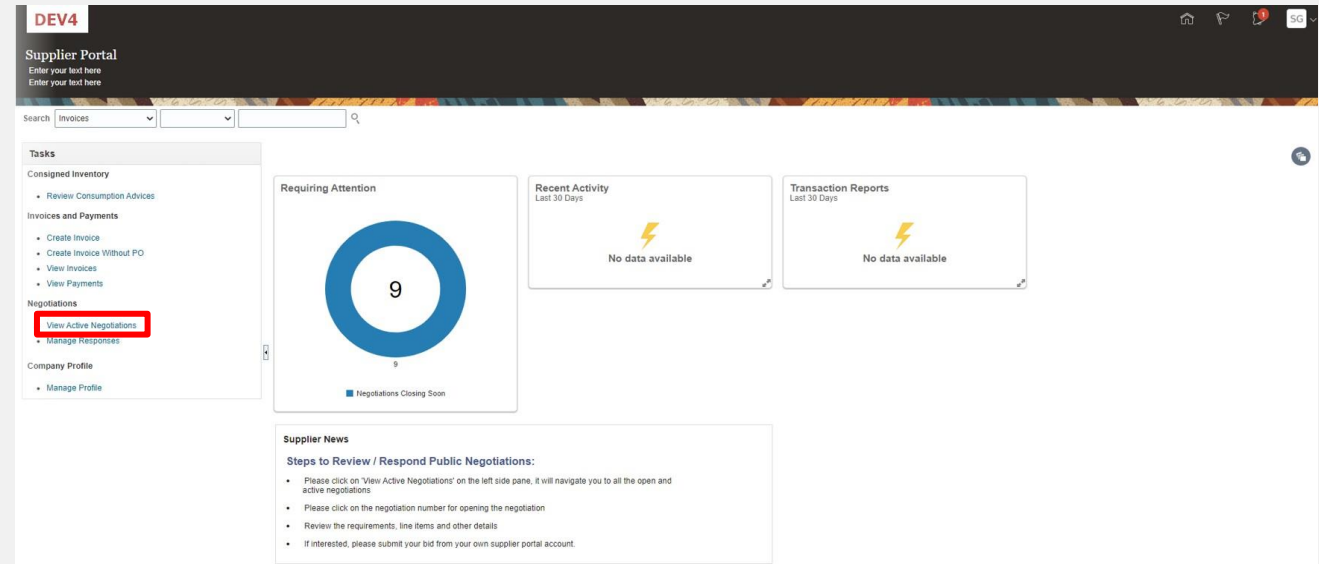 DEV4
1
SG
Supplier Portal
Enter your text here
Enter your text here
Search Invoices
Tasks
Consigned Inventory
• Review Consumption Advices
Invoices and Payments
• Create Invoice
• Create Invoice Without PO
• View Invoices
• View Payments
Negotiations
View Active Negotiations
• Manage Responses
Company Profile
• Manage Profile
Requiring Attention
9
9
Negotiations Closing Soon
Recent Activity
Last 30 Days
No data available
Transaction Reports
Last 30 Days
No data available
Supplier News
Steps to Review / Respond Public Negotiations:
• Please click on 'View Active Negotiations' on the left side pane, it will navigate you to all the open and
active negotiations
• Please click on the negotiation number for opening the negotiation
• Review the requirements, line items and other details
• If interested, please submit your bid from your own supplier portal account.